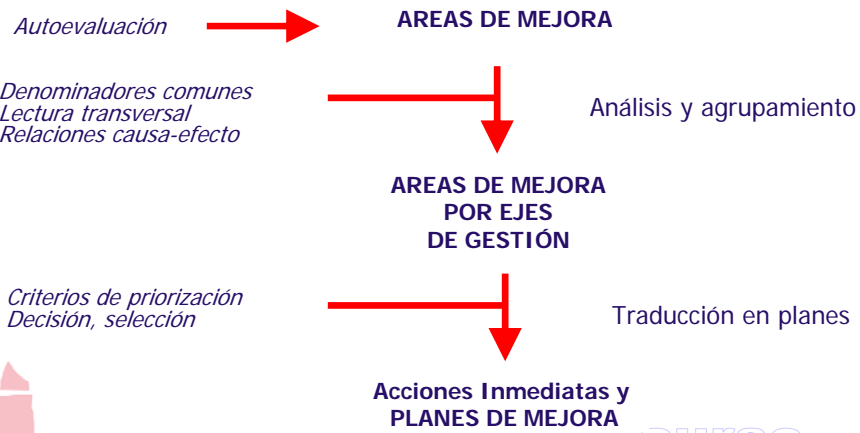 Autoevaluación
AREAS DE MEJORA
Denominadores comunes
Lectura transversal
Relaciones causa-efecto
Análisis y agrupamiento
AREAS DE MEJORA
POR EJES
DE GESTIÓN
Criterios de priorización
Decisión, selección
Traducción en planes
Acciones Inmediatas y
PLANES DE MEJORA